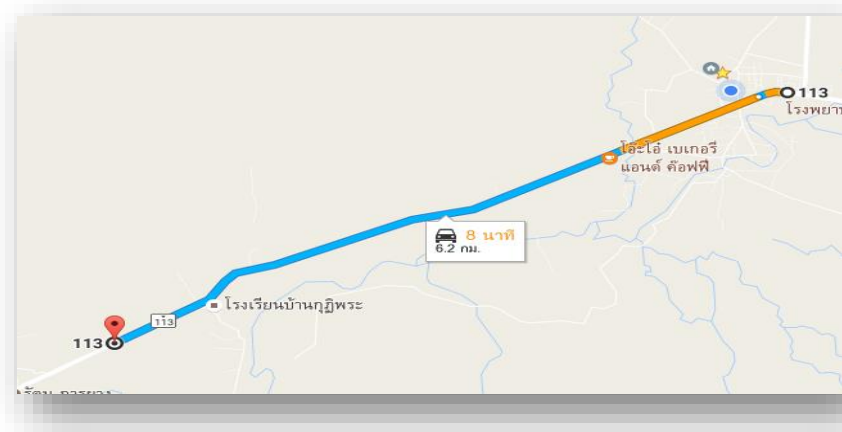 113
โรงพยาบ
โอ๊ะโอ๋ เบเกอรี
แอนด์ ค๊อฟฟี่
8 นาที
6.2 กม.
โรงเรียนบ้านกุฏิพระ
113
113